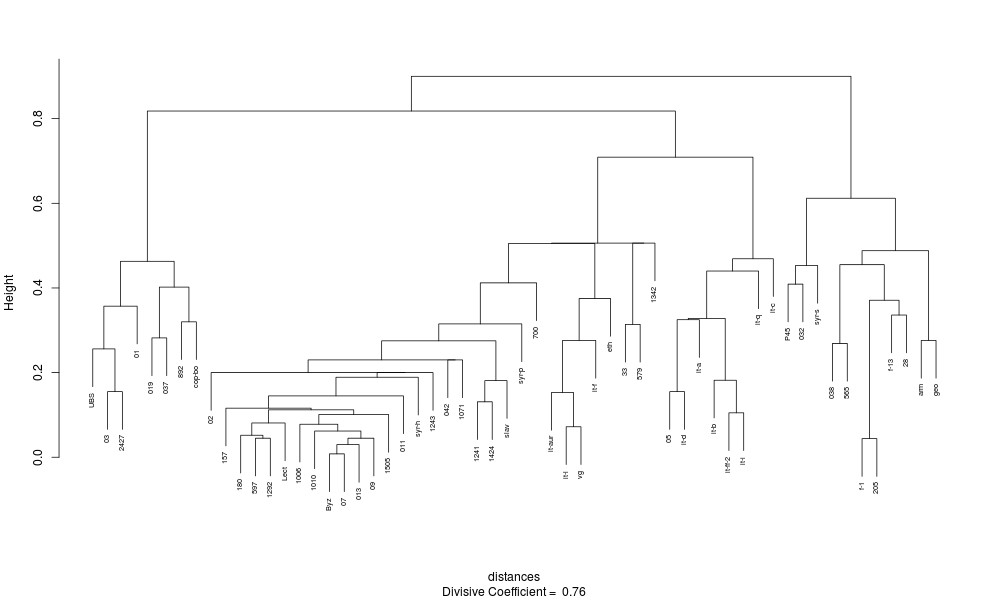 Height
0.8
0.6
0.4
0.2
0.0
UBS
03
2427
01
019
037
892
cop-bo
02
157
180
597
1292
Lect
1006
1010
Byz
07
013
09
1505
011
syr-h
1243
042
1071
1241
1424
slav
syr-p
700
it-aur
it-l
vg
it-f
eth
33
579
1342
05
it-d
it-a
it-b
it-ff-2
it-i
it-q
it-c
P45
032
syr-s
038
565
f-1
205
f-13
28
arm
geo
distances
Divisive Coefficient = 0.76